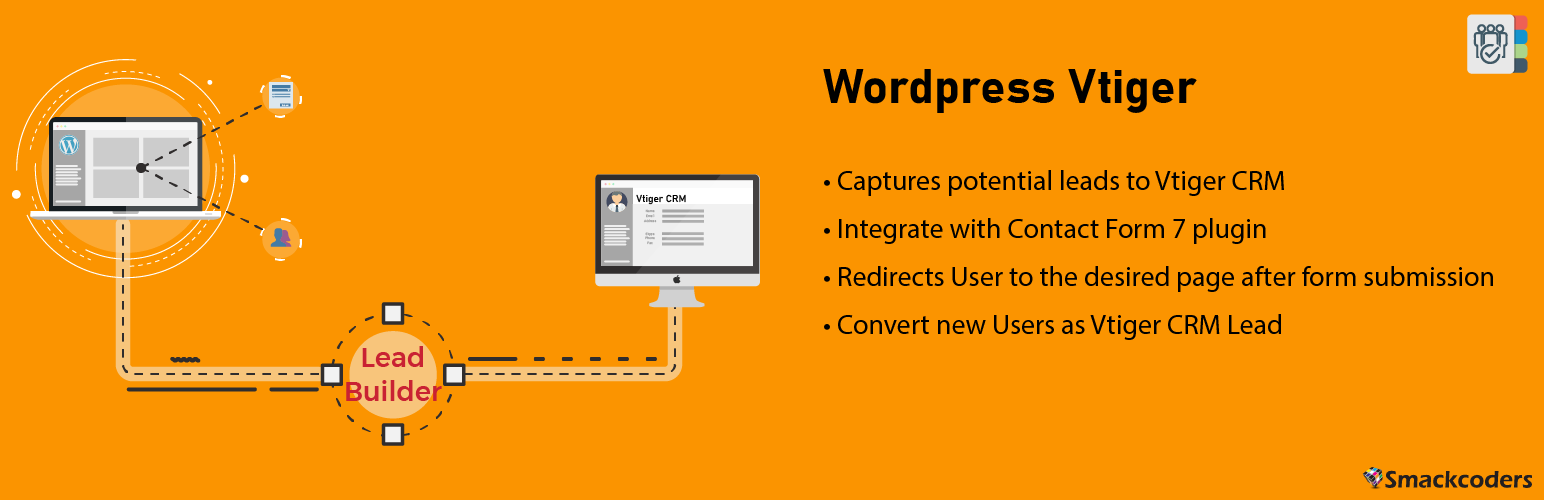 Wordpress Vtiger
• Captures potential leads to Vtiger CRM
• Integrate with Contact Form 7 plugin
• Redirects User to the desired page after form submission
• Convert new Users as Vtiger CRM Lead
Vtiger CRM
Lead
Builder
Smackcoders